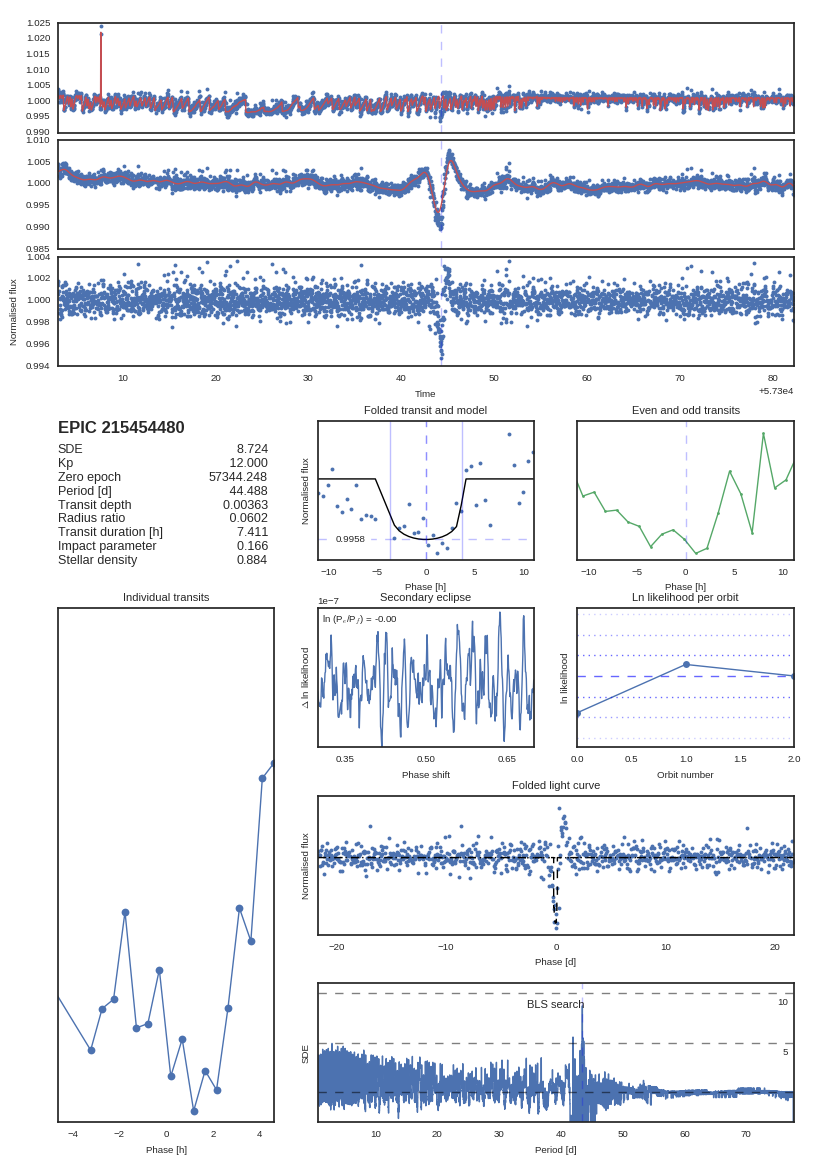 1.025
1.020
1.015
1.010
1.005
1.000
0.995
0.990
1.010
1.005
1.000
0.995
0.990
0.985
1.004
1.002
1.000
0.998
0.996
0.994
Normalised flux
10 20 30 40 50 60 70 80
Time
+5.73e4
EPIC 215454480
SDE 8.724
Kp 12.000
Zero epoch 57344.248
Period [d] 44.488
Transit depth 0.00363
Radius ratio 0.0602
Transit duration [h] 7.411
Impact parameter 0.166
Stellar density 0.884
Folded transit and model
Normalised flux
0.9958
−10 −5 0 5 10
Phase [h]
Even and odd transits
−10 −5 0 5 10
Phase [h]
Individual transits
−4 −2 0 2 4
Phase [h]
Secondary eclipse
1e−7
ln (Pₑ/P𝑓) = -0.00
Δ ln likelihood
0.35 0.50 0.65
Phase shift
Ln likelihood per orbit
ln likelihood
0.0 0.5 1.0 1.5 2.0
Orbit number
Folded light curve
Normalised flux
−20 −10 0 10 20
Phase [d]
BLS search
10
5
SDE
10 20 30 40 50 60 70
Period [d]